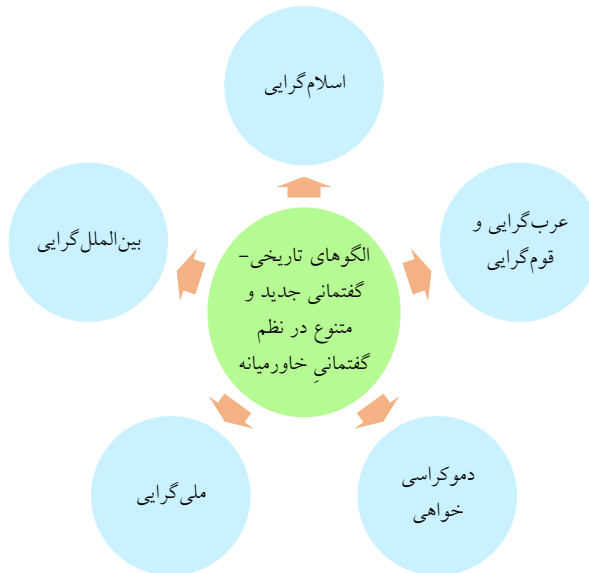 اسلام‌گرایی
عرب‌گرایی و
قوم‌گرایی
بین‌الملل‌گرایی
الگوهای تاریخی-
گفتمانی جدید و
متنوع در نظم
گفتمانیِ خاورمیانه
دموکراسی
خواهی
ملی‌گرایی